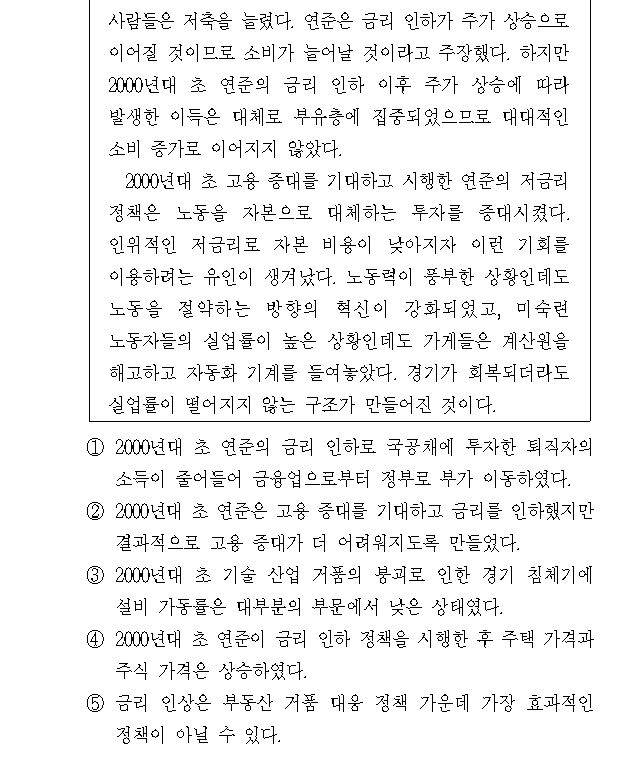 사람들은 저축을 늘렸다. 연준은 금리 인하가 주가 상승으로
이어질 것이므로 소비가 늘어날 것이라고 주장했다. 하지만
2000년대 초 연준의 금리 인하 이후 주가 상승에 따라
발생한 이득은 대체로 부유층에 집중되었으므로 대대적인
소비 증가로 이어지지 않았다.
2000년대 초 고용 증대를 기대하고 시행한 연준의 저금리
정책은 노동을 자본으로 대체하는 투자를 증대시켰다.
인위적인 저금리로 자본 비용이 낮아지자 이런 기회를
이용하려는 유인이 생겨났다. 노동력이 풍부한 상황인데도
노동을 절약하는 방향의 혁신이 강화되었고, 미숙련
노동자들의 실업률이 높은 상황인데도 가게들은 계산원을
해고하고 자동화 기계를 들여놓았다. 경기가 회복되더라도
실업률이 떨어지지 않는 구조가 만들어진 것이다.
① 2000년대 초 연준의 금리 인하로 국공채에 투자한 퇴직자의
소득이 줄어들어 금융업으로부터 정부로 부가 이동하였다.
② 2000년대 초 연준은 고용 증대를 기대하고 금리를 인하했지만
결과적으로 고용 증대가 더 어려워지도록 만들었다.
③ 2000년대 초 기술 산업 거품의 붕괴로 인한 경기 침체기에
설비 가동률은 대부분의 부문에서 낮은 상태였다.
④ 2000년대 초 연준이 금리 인하 정책을 시행한 후 주택 가격과
주식 가격은 상승하였다.
⑤ 금리 인상은 부동산 거품 대응 정책 가운데 가장 효과적인
정책이 아닐 수 있다.